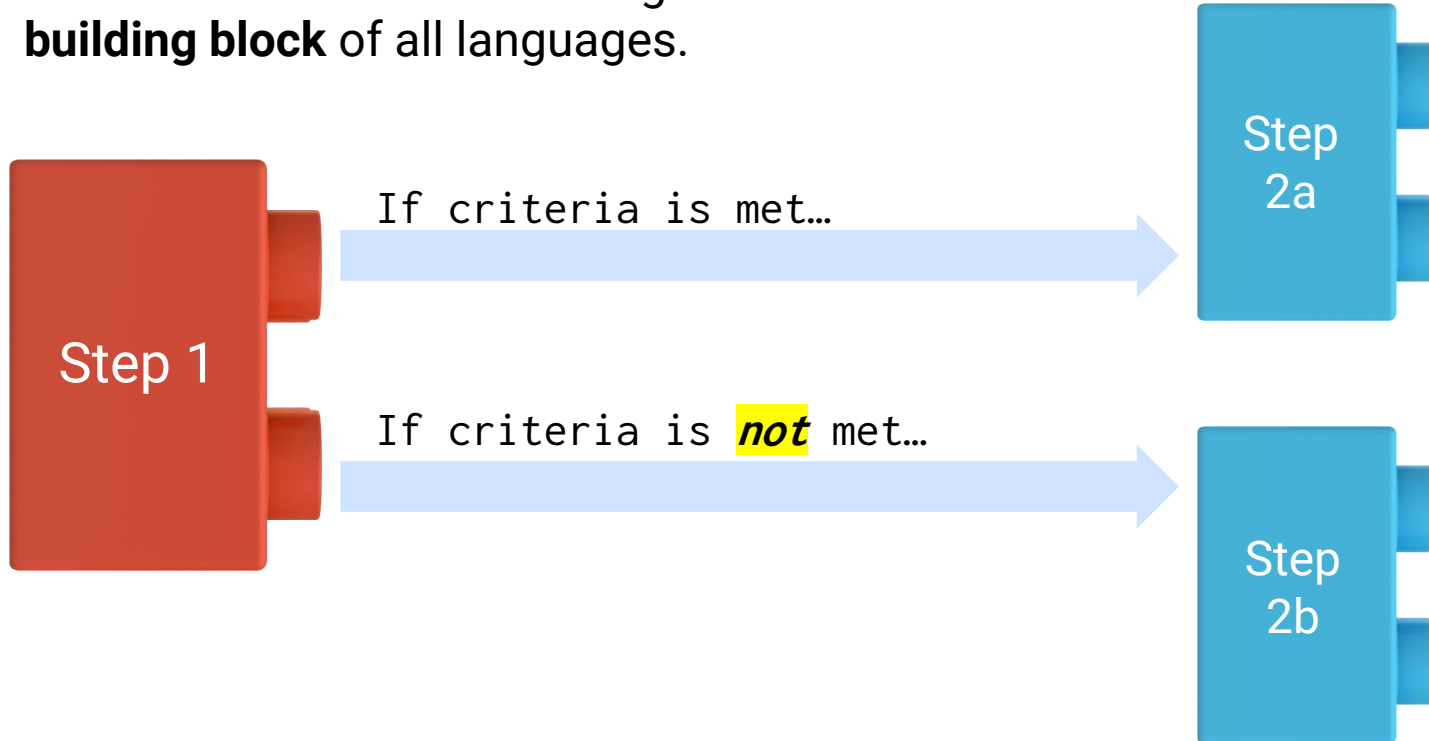 building block of all languages.
Step 1
If criteria is met…
Step
2a
If criteria is not met…
Step
2b